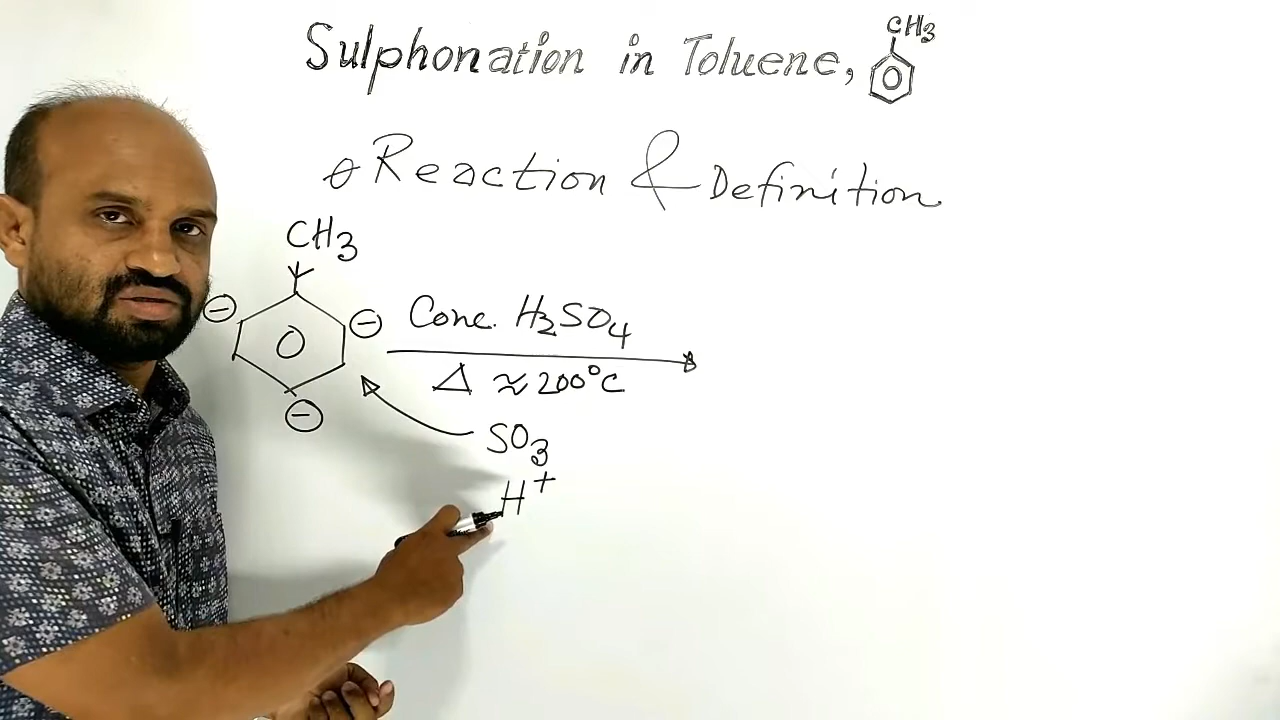 Sulphonation in Toluene, CH3
Reaction & Definition
CH3
Conc. H2SO4
Δ ≈ 200°C
SO3
H+